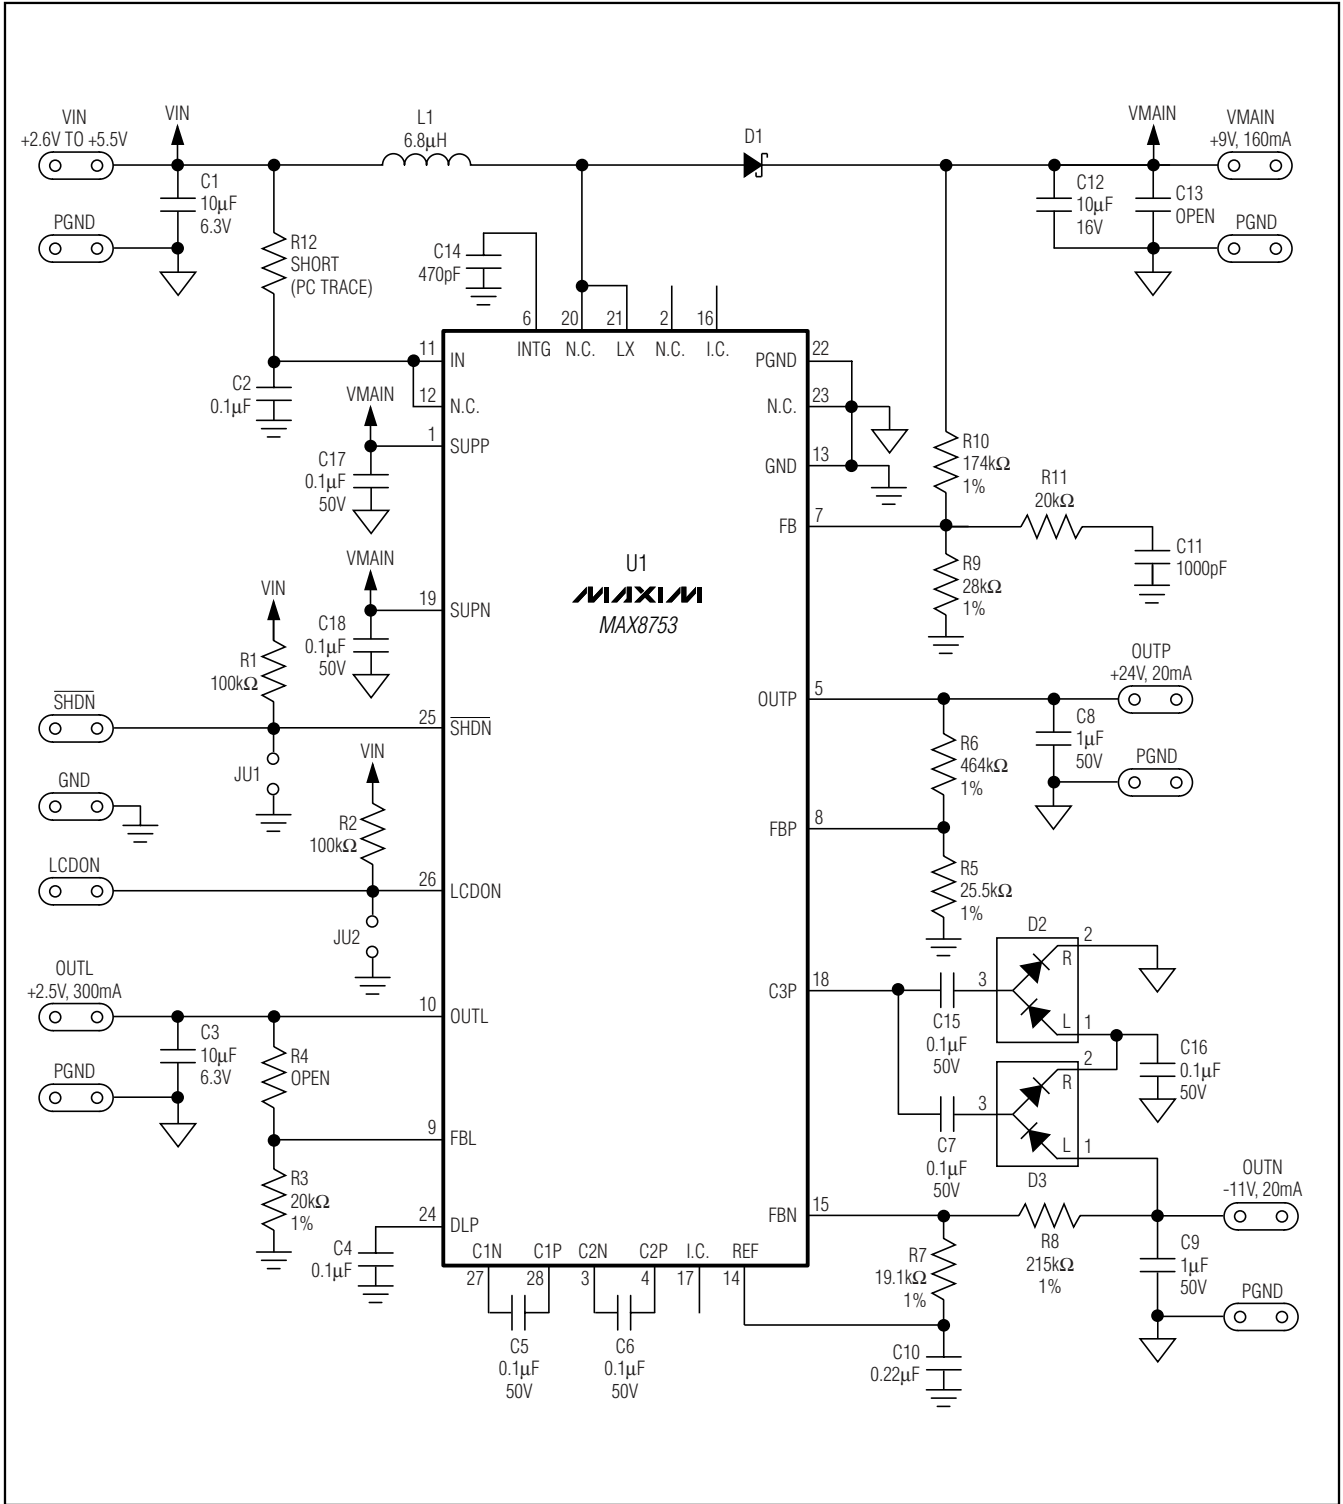 VIN
+2.6V TO +5.5V
VIN
L1
6.8µH
D1
VMAIN
VMAIN
+9V, 160mA
C1
10µF
6.3V
C12
10µF
16V
C13
OPEN
PGND
PGND
R12
SHORT
(PC TRACE)
C14
470pF
6
20
21
2
16
INTG
N.C.
LX
N.C.
I.C.
11
IN
PGND
22
C2
0.1µF
VMAIN
12
N.C.
N.C.
23
1
SUPP
C17
0.1µF
50V
GND
13
R10
174kΩ
1%
R11
20kΩ
FB
7
C11
1000pF
VMAIN
U1
MAXIM
MAX8753
R9
28kΩ
1%
VIN
19
SUPN
C18
0.1µF
50V
R1
100kΩ
OUTP
+24V, 20mA
SHDN
25
SHDN
OUTP
5
C8
1µF
50V
JU1
VIN
R6
464kΩ
1%
PGND
GND
R2
100kΩ
FBP
8
LCDON
26
LCDON
R5
25.5kΩ
1%
JU2
D2
2
R
OUTL
+2.5V, 300mA
10
OUTL
C3P
18
3
L
1
C15
0.1µF
50V
C3
10µF
6.3V
R4
OPEN
2
R
C16
0.1µF
50V
PGND
3
9
FBL
C7
0.1µF
50V
L
1
D3
R3
20kΩ
1%
OUTN
-11V, 20mA
24
DLP
FBN
15
R8
215kΩ
1%
C4
0.1µF
C1N
C1P
C2N
C2P
I.C.
REF
27
28
3
4
17
14
R7
19.1kΩ
1%
C9
1µF
50V
PGND
C5
0.1µF
50V
C6
0.1µF
50V
C10
0.22µF